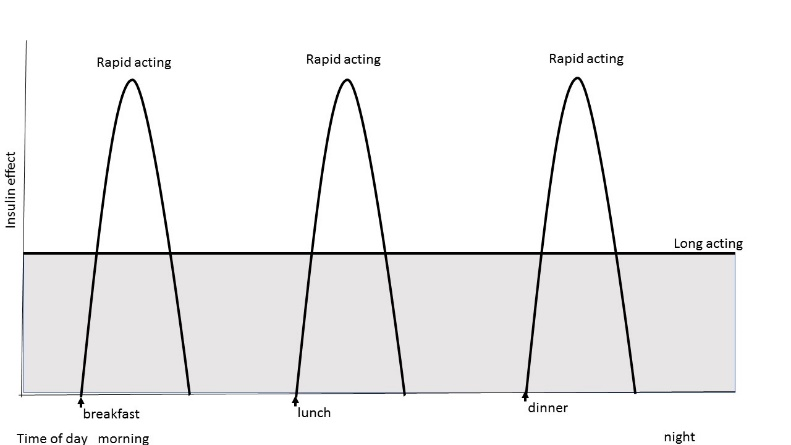 Rapid acting
Rapid acting
Rapid acting
Insulin effect
Long acting
breakfast
lunch
dinner
Time of day morning
night